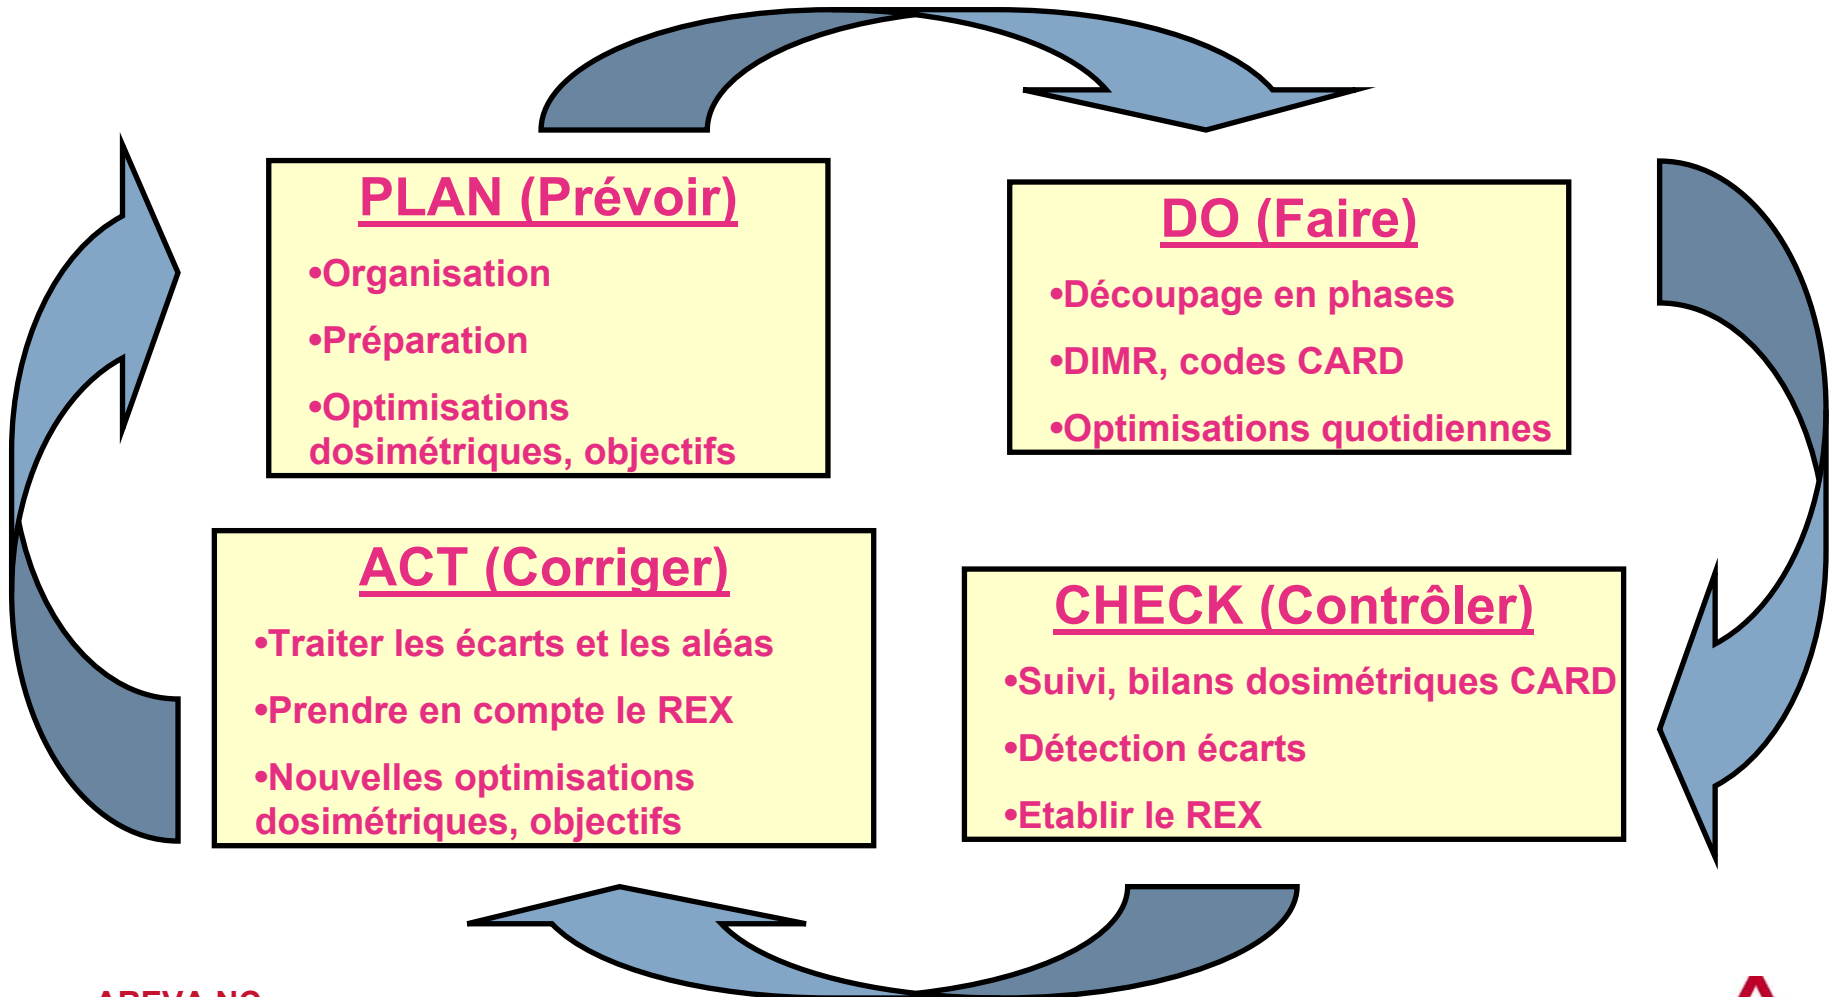 PLAN (Prévoir)
•Organisation
•Préparation
•Optimisations
dosimétriques, objectifs
DO (Faire)
•Découpage en phases
•DIMR, codes CARD
•Optimisations quotidiennes
ACT (Corriger)
•Traiter les écarts et les aléas
•Prendre en compte le REX
•Nouvelles optimisations
dosimétriques, objectifs
CHECK (Contrôler)
•Suivi, bilans dosimétriques CARD
•Détection écarts
•Etablir le REX
AREVA NC